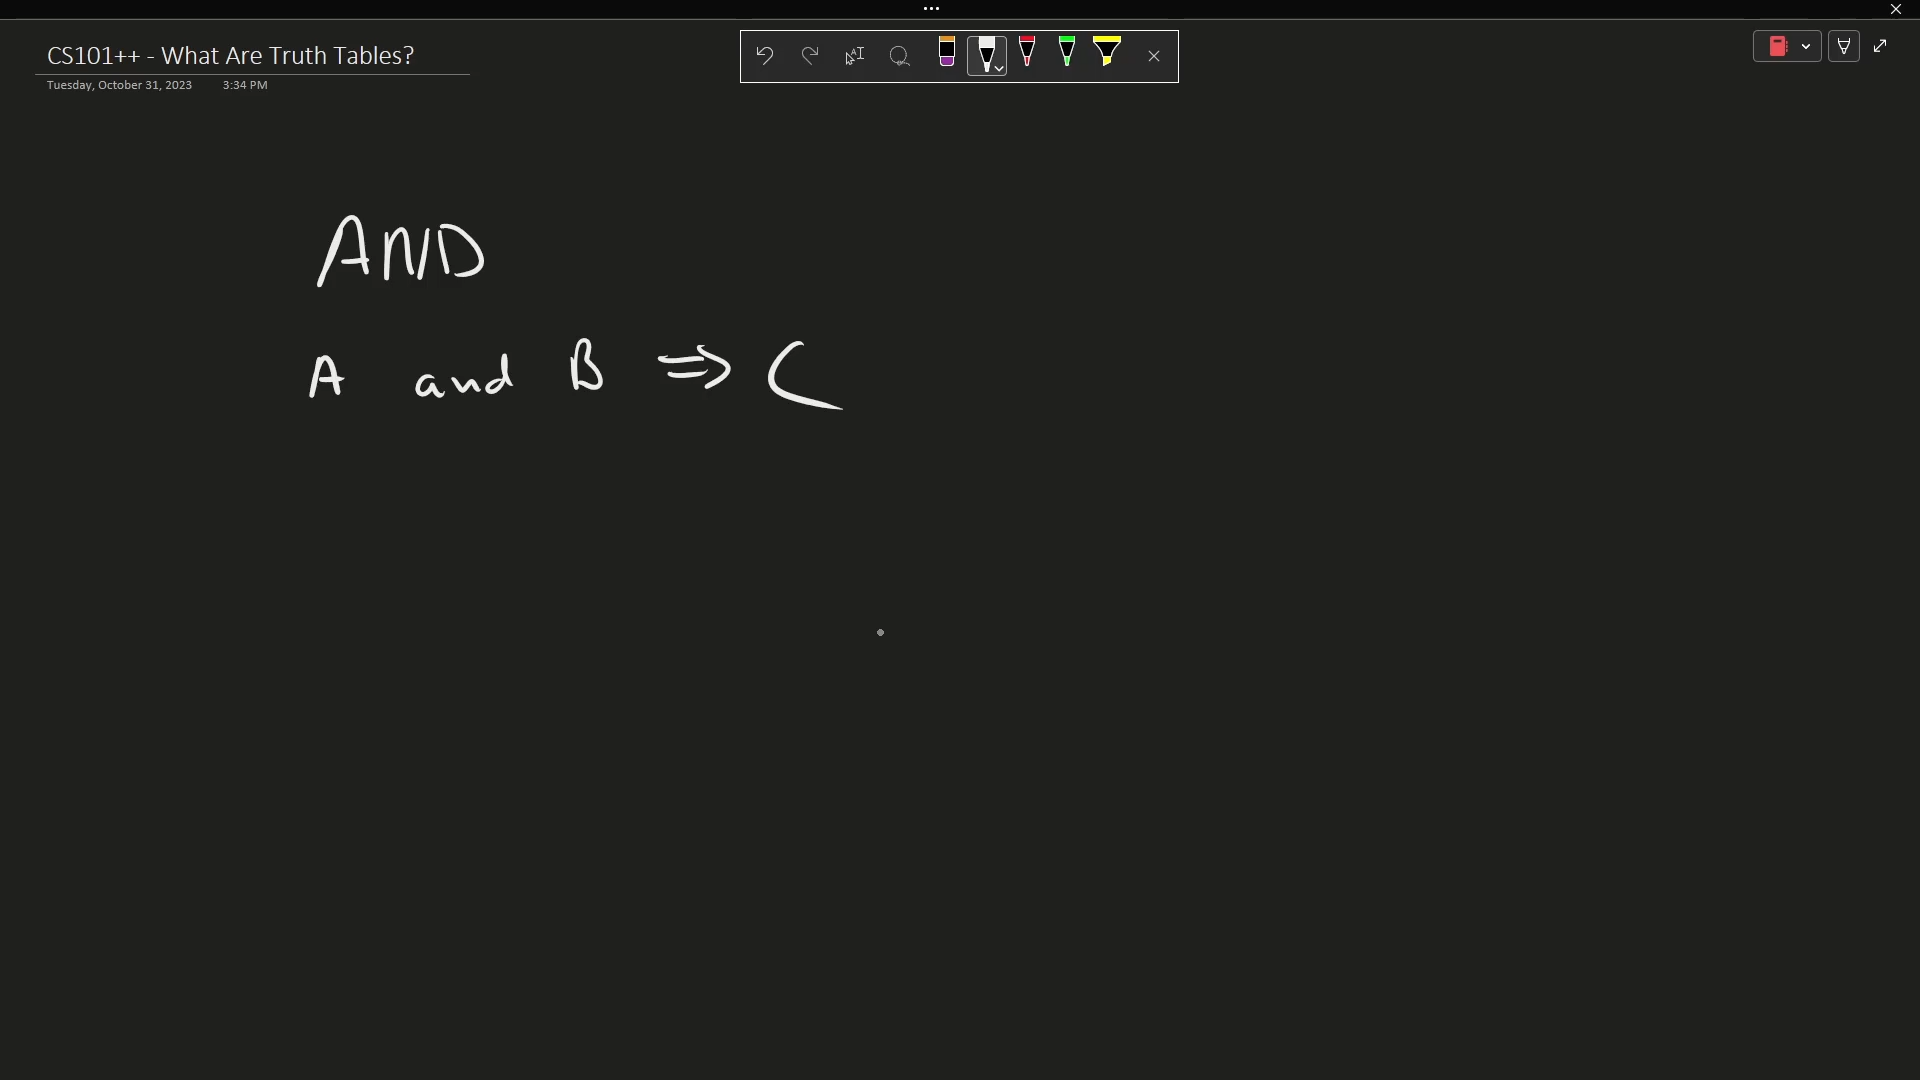 CS101++ - What Are Truth Tables?
Tuesday, October 31, 2023 3:34 PM
AND
A and B ⇒ C